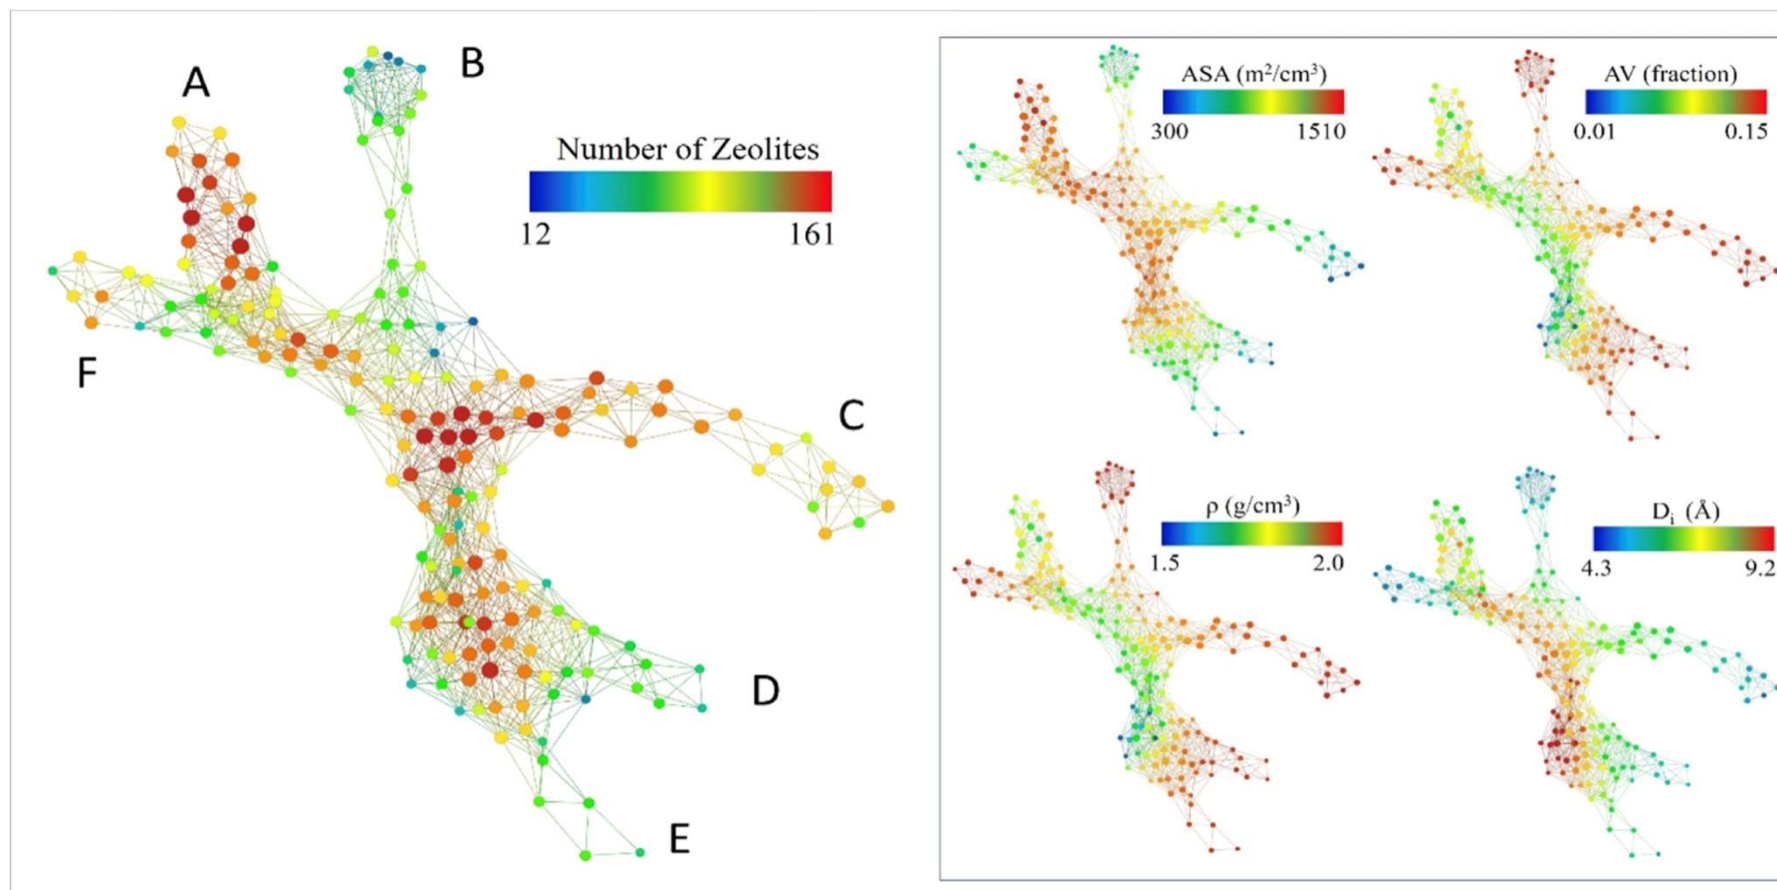 A
B
Number of Zeolites
12 161
F
C
D
E
ASA (m²/cm³)
300 1510
AV (fraction)
0.01 0.15
ρ (g/cm³)
1.5 2.0
Dᵢ (Å)
4.3 9.2